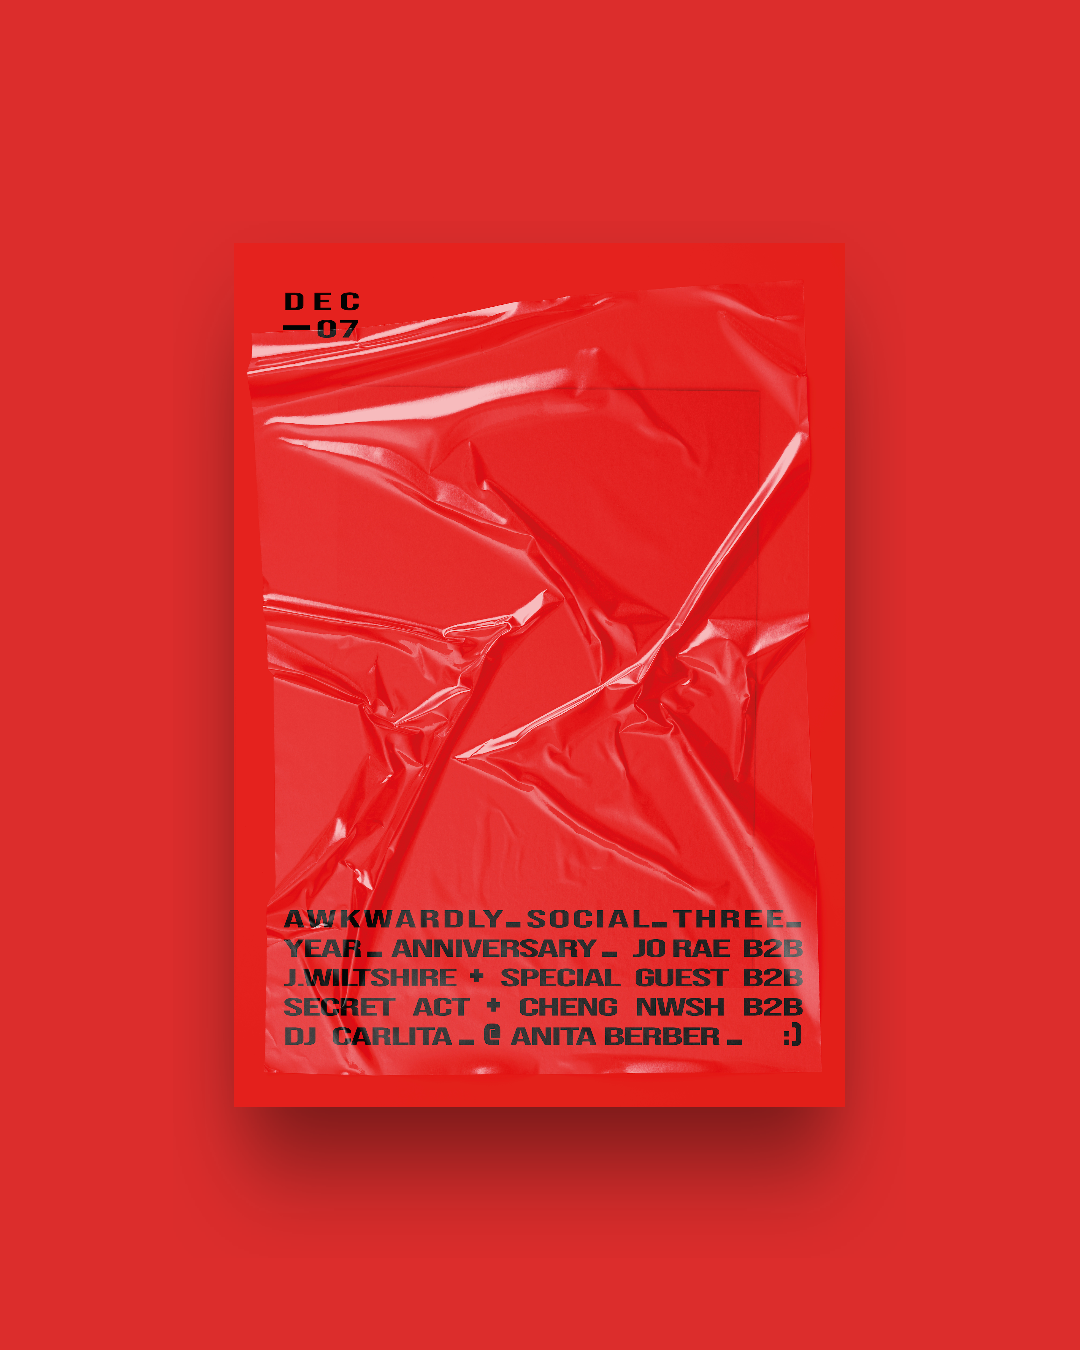 DEC
—07
AWKWARDLY_SOCIAL_THREE_
YEAR_ ANNIVERSARY_ JO RAE B2B
J.WILTSHIRE + SPECIAL GUEST B2B
SECRET ACT + CHENG NWSH B2B
DJ CARLITA_@ ANITA BERBER_ :)